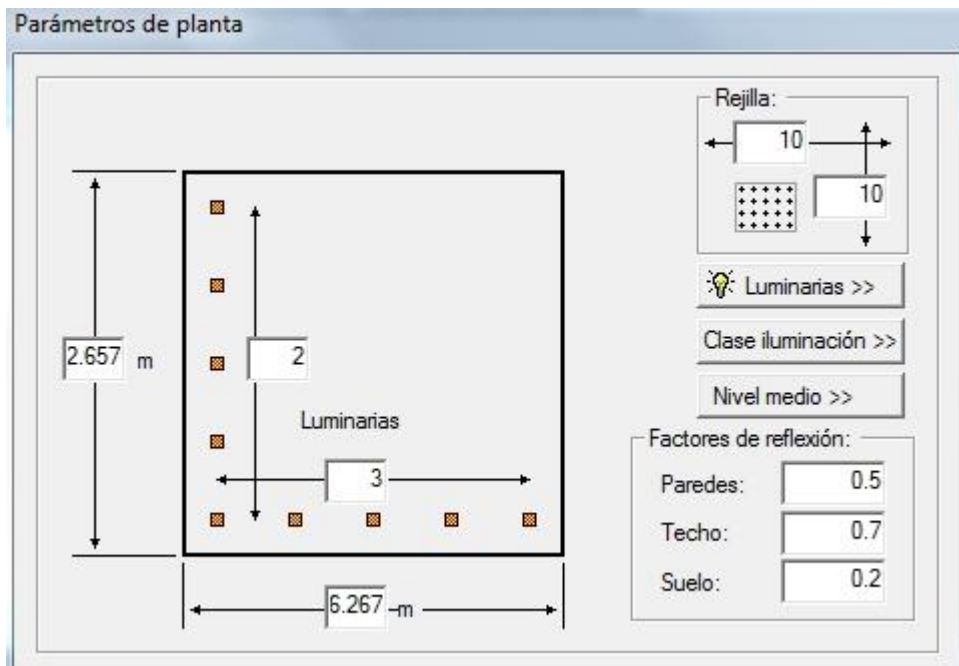 Parámetros de planta
Rejilla:
10
10
Luminarias >>
Clase iluminación >>
Nivel medio >>
2.657 m
2
Luminarias
3
6.267 m
Factores de reflexión:
Paredes: 0.5
Techo: 0.7
Suelo: 0.2